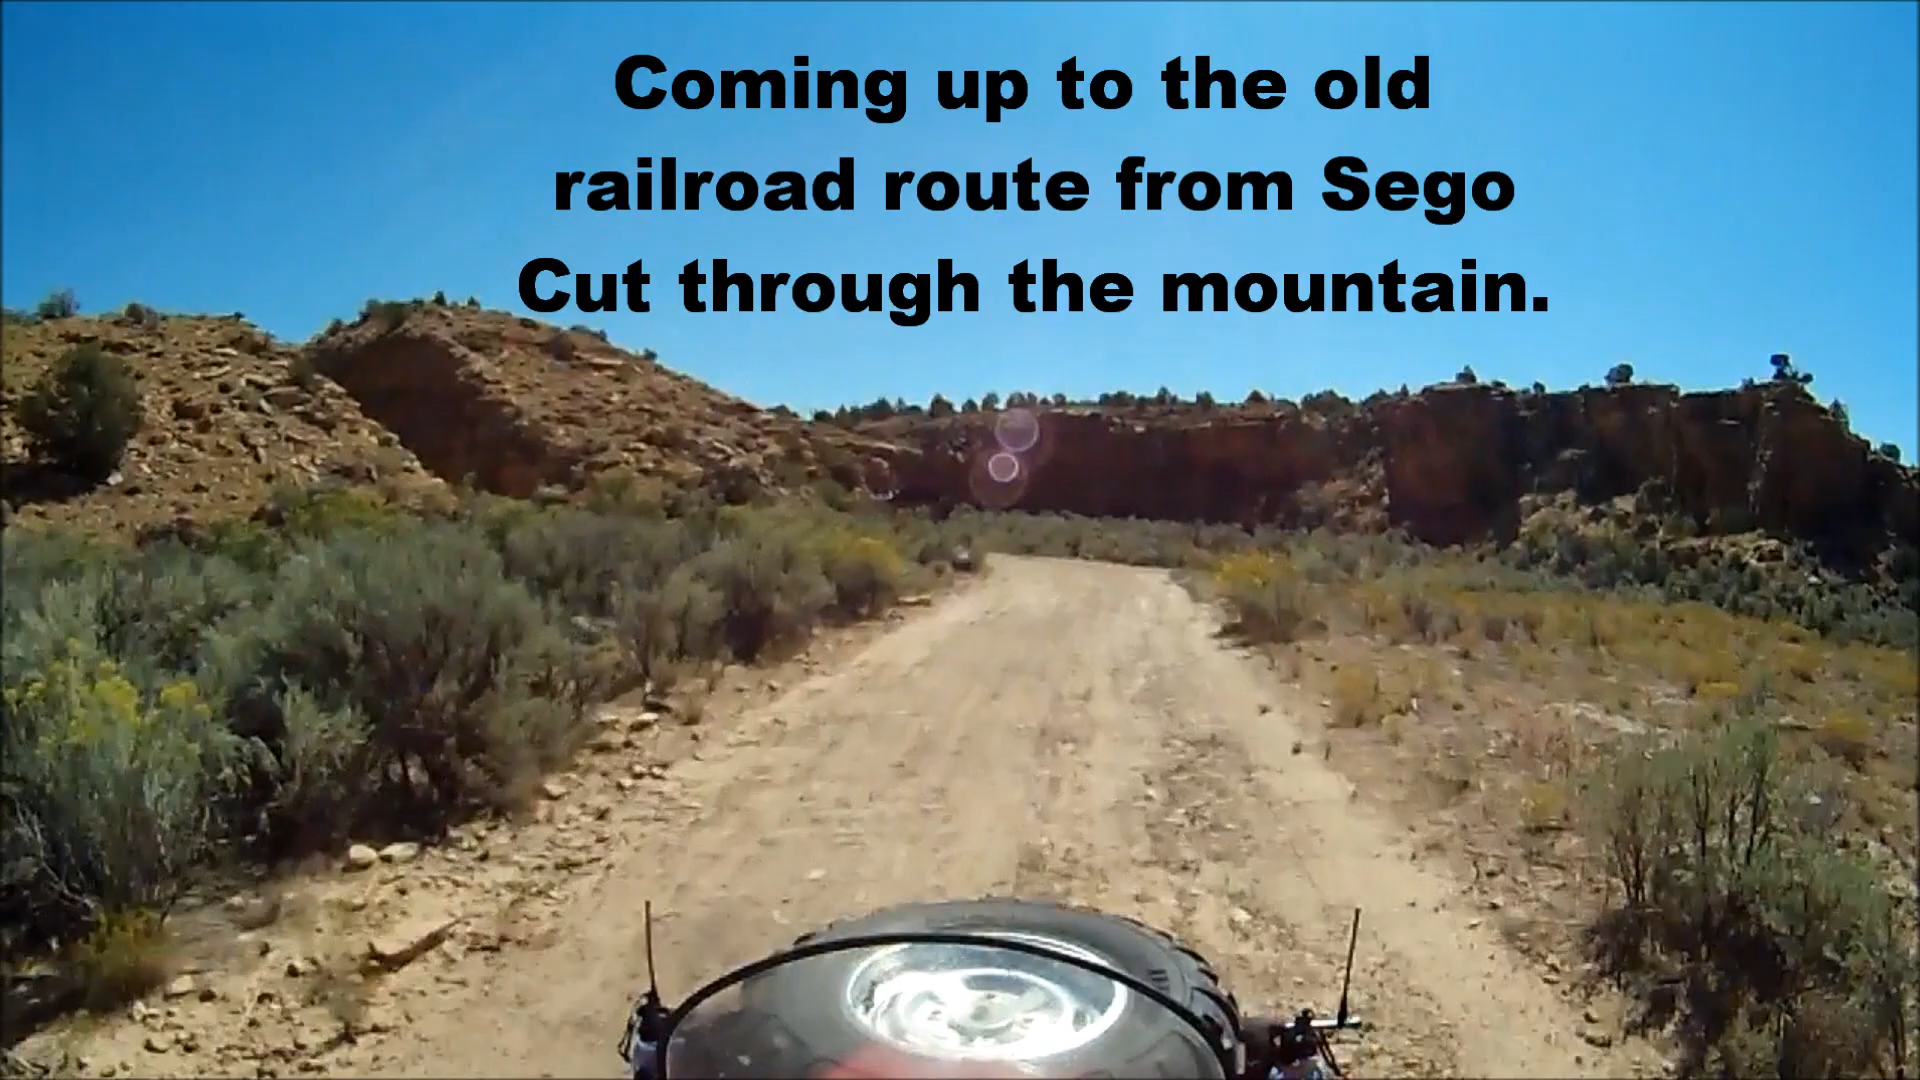 Coming up to the old
railroad route from Sego
Cut through the mountain.